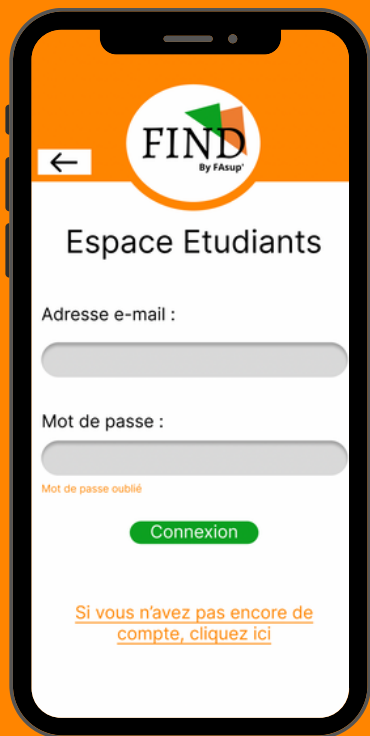 FIND
By FAsup'
Espace Etudiants
Adresse e-mail :
Mot de passe :
Mot de passe oublié
Connexion
Si vous n'avez pas encore de
compte, cliquez ici